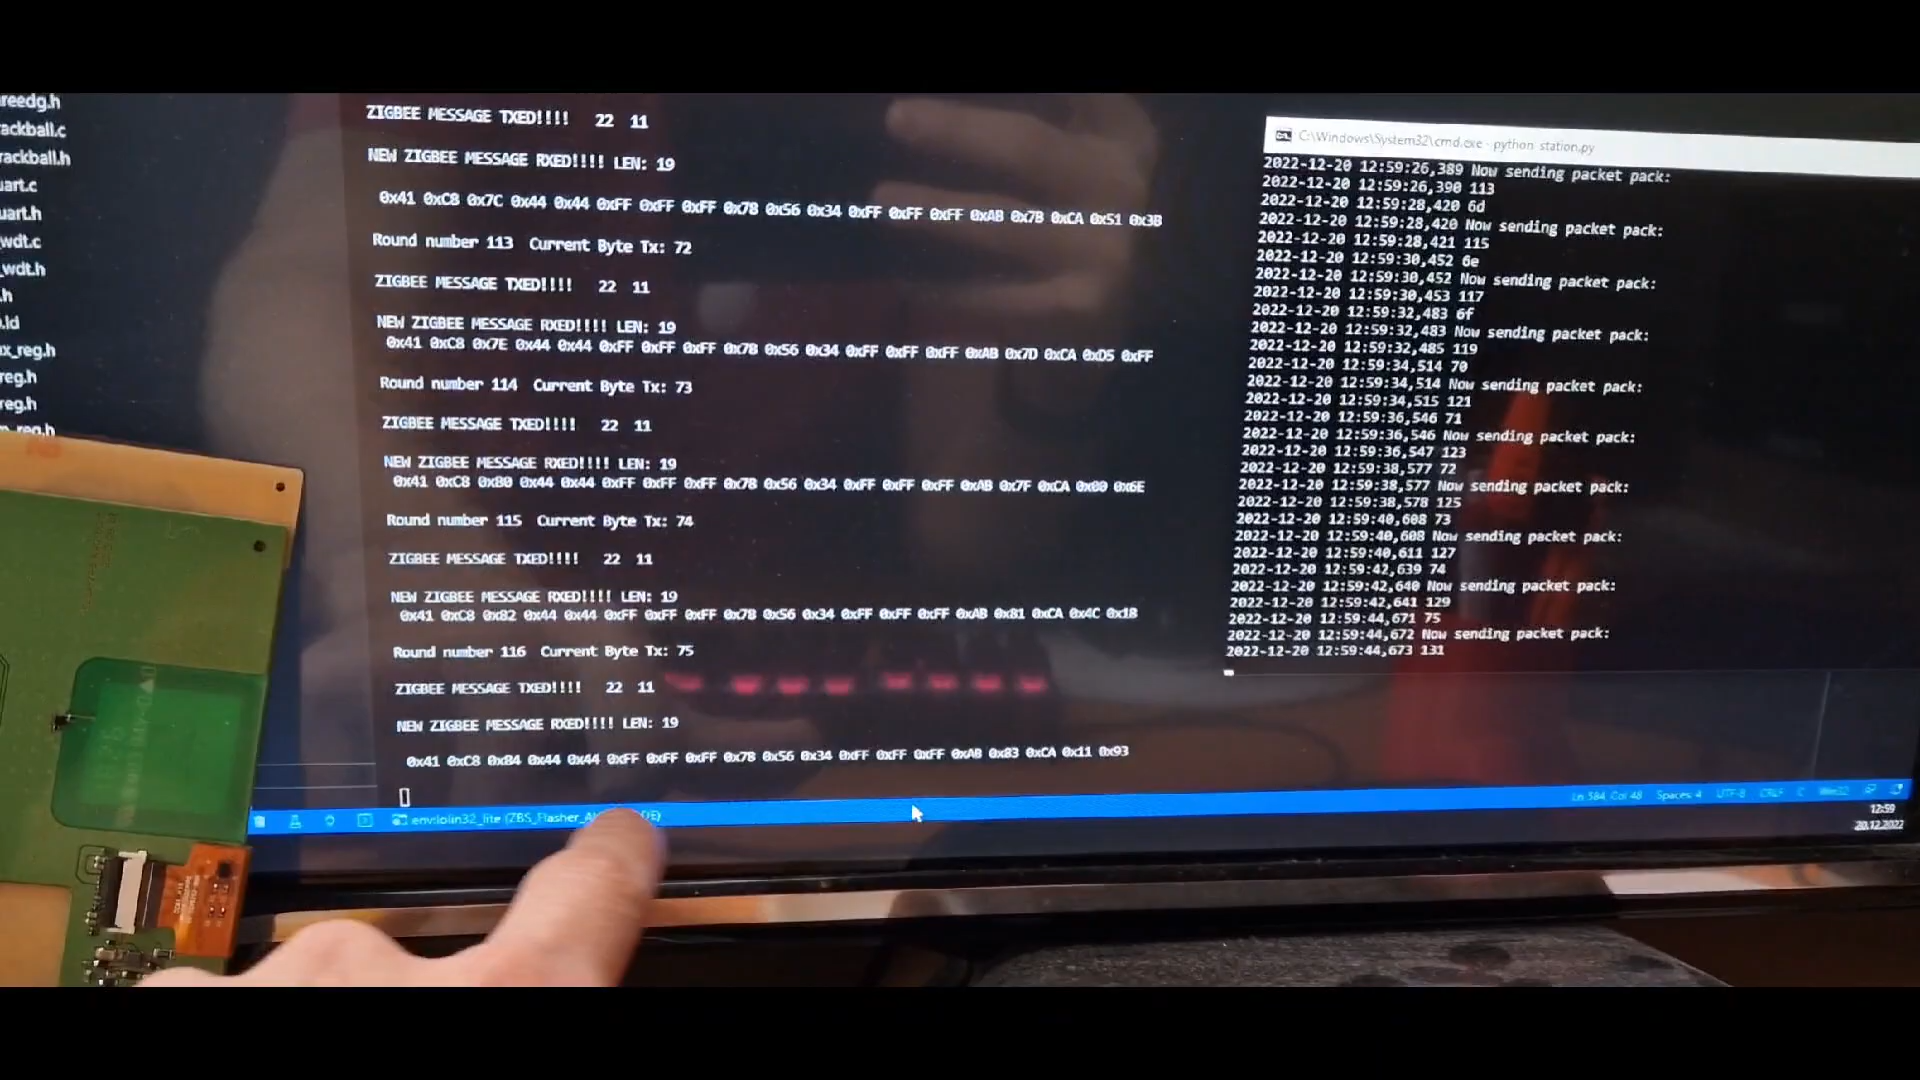 reedg.h
rackball.c
rackball.h
uart.c
uart.h
wdt.c
_wdt.h
.h
.ld
ux_reg.h
reg.h
reg.h
ZIGBEE MESSAGE TXED!!!! 22 11
NEW ZIGBEE MESSAGE RXED!!!! LEN: 19
0x41 0xC8 0x7C 0x44 0x44 0xFF 0xFF 0xFF 0x78 0x56 0x34 0xFF 0xFF 0xFF 0xAB 0x7B 0xCA 0x51 0x3B
Round number 113 Current Byte Tx: 72
ZIGBEE MESSAGE TXED!!!! 22 11
NEW ZIGBEE MESSAGE RXED!!!! LEN: 19
0x41 0xC8 0x7E 0x44 0x44 0xFF 0xFF 0xFF 0x78 0x56 0x34 0xFF 0xFF 0xFF 0xAB 0x7D 0xCA 0xD5 0xFF
Round number 114 Current Byte Tx: 73
ZIGBEE MESSAGE TXED!!!! 22 11
NEW ZIGBEE MESSAGE RXED!!!! LEN: 19
0x41 0xC8 0x80 0x44 0x44 0xFF 0xFF 0xFF 0x78 0x56 0x34 0xFF 0xFF 0xFF 0xAB 0x7F 0xCA 0x80 0x6E
Round number 115 Current Byte Tx: 74
ZIGBEE MESSAGE TXED!!!! 22 11
NEW ZIGBEE MESSAGE RXED!!!! LEN: 19
0x41 0xC8 0x82 0x44 0x44 0xFF 0xFF 0xFF 0x78 0x56 0x34 0xFF 0xFF 0xFF 0xAB 0x81 0xCA 0x4C 0x18
Round number 116 Current Byte Tx: 75
ZIGBEE MESSAGE TXED!!!! 22 11
NEW ZIGBEE MESSAGE RXED!!!! LEN: 19
0x41 0xC8 0x84 0x44 0x44 0xFF 0xFF 0xFF 0x78 0x56 0x34 0xFF 0xFF 0xFF 0xAB 0x83 0xCA 0x11 0x93
C:\Windows\System32\cmd.exe - python station.py
2022-12-20 12:59:26,389 Now sending packet pack:
2022-12-20 12:59:26,390 113
2022-12-20 12:59:28,420 6d
2022-12-20 12:59:28,420 Now sending packet pack:
2022-12-20 12:59:28,421 115
2022-12-20 12:59:30,452 6e
2022-12-20 12:59:30,452 Now sending packet pack:
2022-12-20 12:59:30,453 117
2022-12-20 12:59:32,483 6f
2022-12-20 12:59:32,483 Now sending packet pack:
2022-12-20 12:59:32,485 119
2022-12-20 12:59:34,514 70
2022-12-20 12:59:34,514 Now sending packet pack:
2022-12-20 12:59:34,515 121
2022-12-20 12:59:36,546 71
2022-12-20 12:59:36,546 Now sending packet pack:
2022-12-20 12:59:36,547 123
2022-12-20 12:59:38,577 72
2022-12-20 12:59:38,577 Now sending packet pack:
2022-12-20 12:59:38,578 125
2022-12-20 12:59:40,608 73
2022-12-20 12:59:40,608 Now sending packet pack:
2022-12-20 12:59:40,611 127
2022-12-20 12:59:42,639 74
2022-12-20 12:59:42,640 Now sending packet pack:
2022-12-20 12:59:42,641 129
2022-12-20 12:59:44,671 75
2022-12-20 12:59:44,672 Now sending packet pack:
2022-12-20 12:59:44,673 131
env:lolin32_lite (ZBS_Flasher_
Ln 584, Col 48 Spaces: 4 UTF-8 CRLF C Win32
12:59
20.12.2022